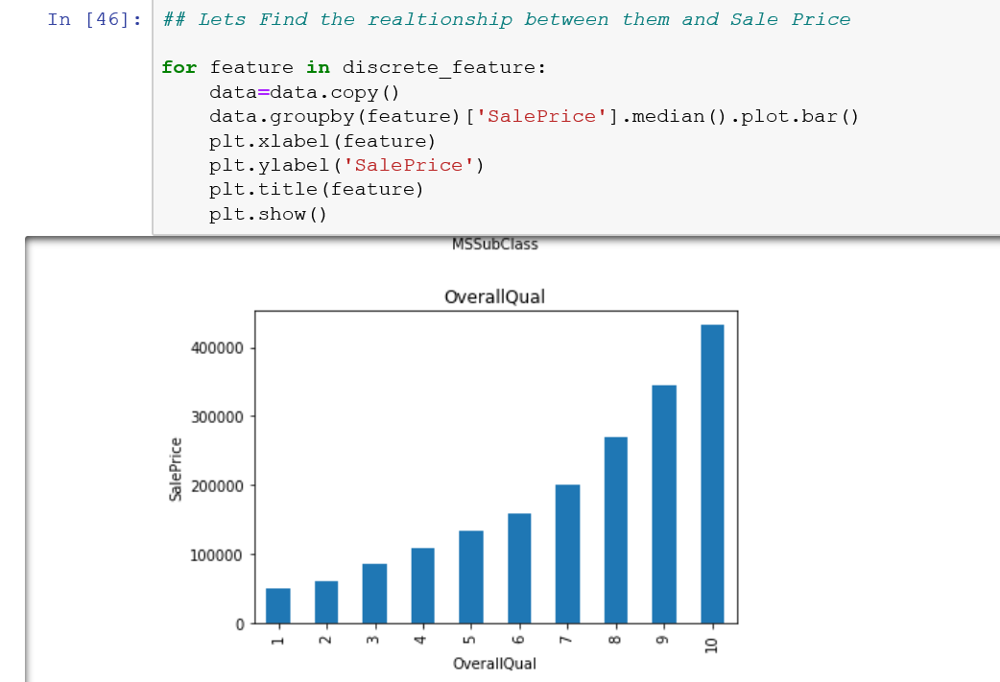 In [46]: ## Lets Find the realtionship between them and Sale Price
for feature in discrete_feature:
    data=data.copy()
    data.groupby(feature)['SalePrice'].median().plot.bar()
    plt.xlabel(feature)
    plt.ylabel('SalePrice')
    plt.title(feature)
    plt.show()
MSSubClass
OverallQual
400000
300000
200000
100000
0
SalePrice
1 2 3 4 5 6 7 8 9 10
OverallQual